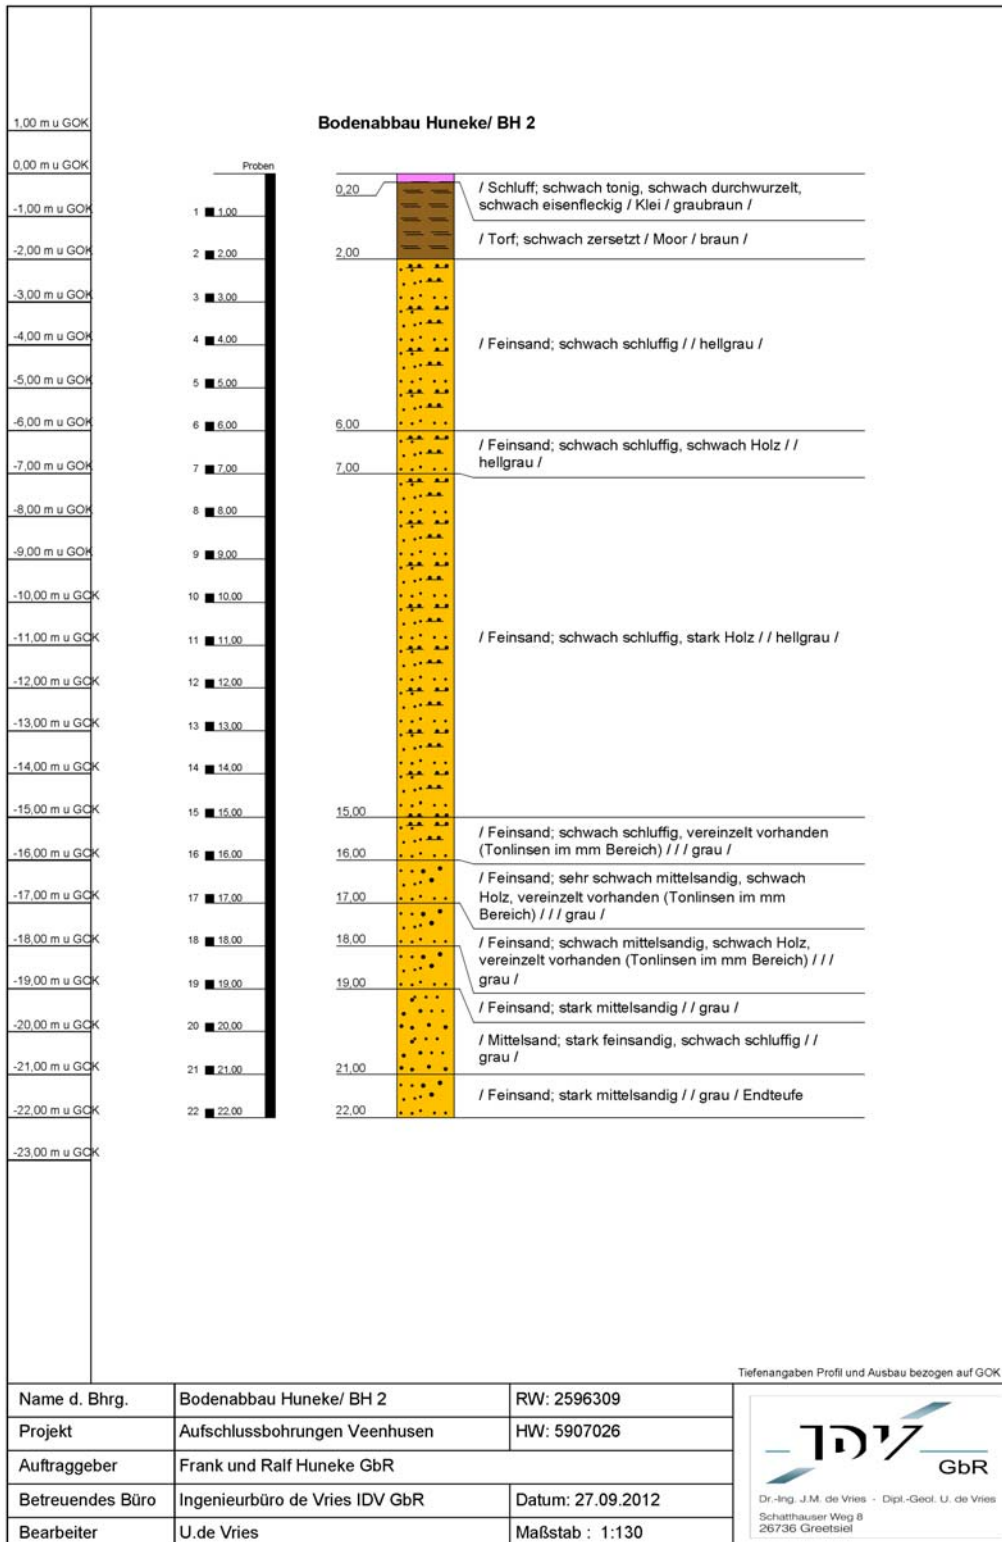 Bodenabbau Huneke/ BH 2
1,00 m u GOK
0,00 m u GOK
-1,00 m u GOK
-2,00 m u GOK
-3,00 m u GOK
-4,00 m u GOK
-5,00 m u GOK
-6,00 m u GOK
-7,00 m u GOK
-8,00 m u GOK
-9,00 m u GOK
-10,00 m u GOK
-11,00 m u GOK
-12,00 m u GOK
-13,00 m u GOK
-14,00 m u GOK
-15,00 m u GOK
-16,00 m u GOK
-17,00 m u GOK
-18,00 m u GOK
-19,00 m u GOK
-20,00 m u GOK
-21,00 m u GOK
-22,00 m u GOK
-23,00 m u GOK
Proben
1 1,00
2 2,00
3 3,00
4 4,00
5 5,00
6 6,00
7 7,00
8 8,00
9 9,00
10 10,00
11 11,00
12 12,00
13 13,00
14 14,00
15 15,00
16 16,00
17 17,00
18 18,00
19 19,00
20 20,00
21 21,00
22 22,00
0,20
2,00
6,00
7,00
15,00
16,00
17,00
18,00
19,00
21,00
22,00
/ Schluff; schwach tonig, schwach durchwurzelt,
schwach eisenfleckig / Klei / graubraun /
/ Torf; schwach zersetzt / Moor / braun /
/ Feinsand; schwach schluffig / / hellgrau /
/ Feinsand; schwach schluffig, schwach Holz / /
hellgrau /
/ Feinsand; schwach schluffig, stark Holz / / hellgrau /
/ Feinsand; schwach schluffig, vereinzelt vorhanden
(Tonlinsen im mm Bereich) / / / grau /
/ Feinsand; sehr schwach mittelsandig, schwach
Holz, vereinzelt vorhanden (Tonlinsen im mm
Bereich) / / / grau /
/ Feinsand; schwach mittelsandig, schwach Holz,
vereinzelt vorhanden (Tonlinsen im mm Bereich) / / /
grau /
/ Feinsand; stark mittelsandig / / grau /
/ Mittelsand; stark feinsandig, schwach schluffig / /
grau /
/ Feinsand; stark mittelsandig / / grau / Endteufe
Tiefenangaben Profil und Ausbau bezogen auf GOK
Name d. Bhrg. Bodenabbau Huneke/ BH 2 RW: 2596309
Projekt Aufschlussbohrungen Veenhusen HW: 5907026
Auftraggeber Frank und Ralf Huneke GbR
Betreuendes Büro Ingenieurbüro de Vries IDV GbR Datum: 27.09.2012
Bearbeiter U.de Vries Maßstab : 1:130
IDV
GbR
Dr.-Ing. J.M. de Vries - Dipl.-Geol. U. de Vries
Schatthauser Weg 8
26736 Greetsiel